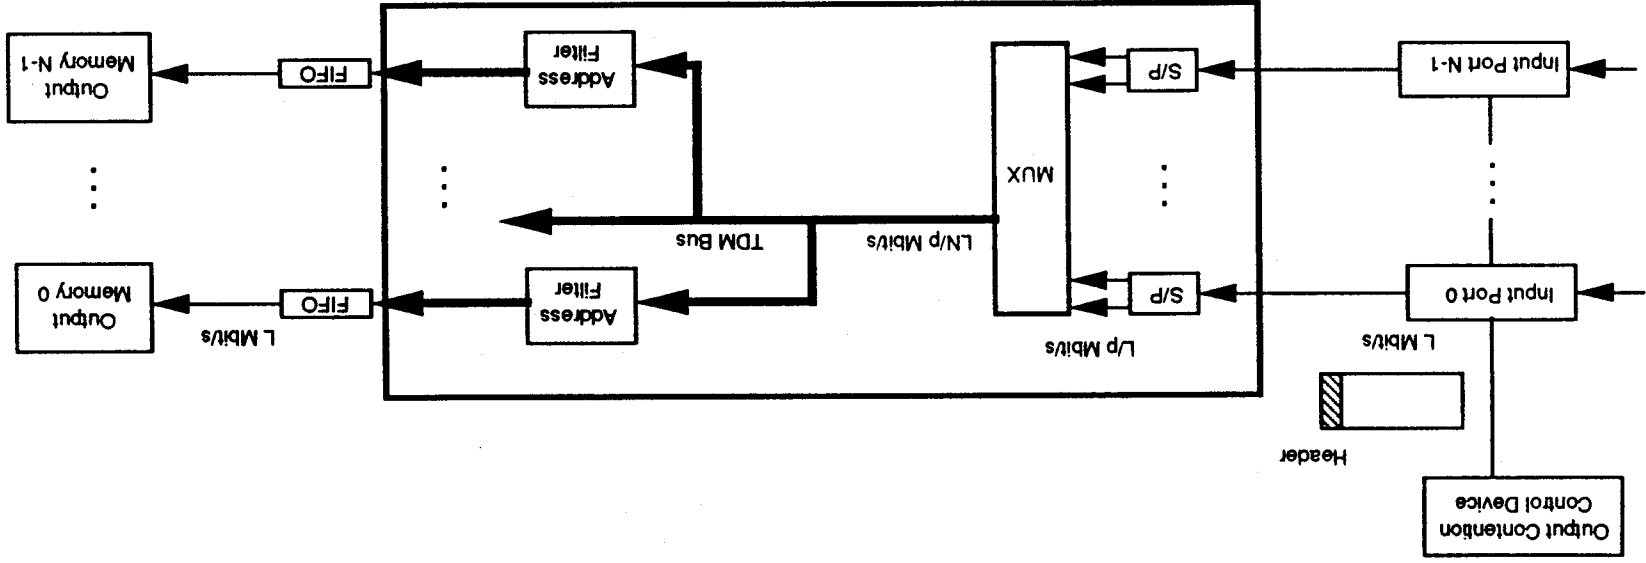 Output Contention
Control Device
Header
L Mbit/s
L/p Mbit/s
L Mbit/s
Input Port 0
S/P
Address
Filter
FIFO
Output
Memory 0
MUX
LN/p Mbit/s
TDM Bus
Input Port N-1
S/P
Address
Filter
FIFO
Output
Memory N-1